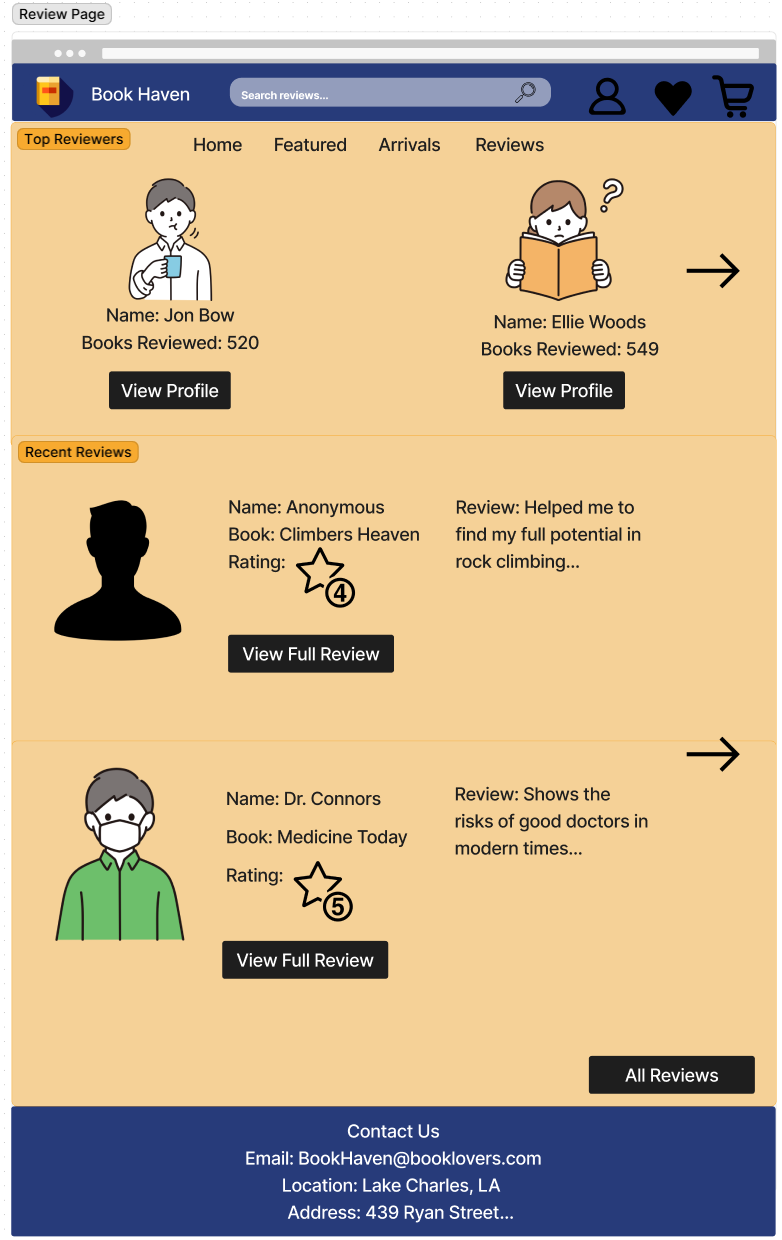 Review Page
Book Haven
Search reviews...
Top Reviewers
Home Featured Arrivals Reviews
Name: Jon Bow
Books Reviewed: 520
View Profile
?
Name: Ellie Woods
Books Reviewed: 549
View Profile
Recent Reviews
Name: Anonymous
Book: Climbers Heaven
Rating:
4
View Full Review
Review: Helped me to
find my full potential in
rock climbing...
Name: Dr. Connors
Book: Medicine Today
Rating:
5
View Full Review
Review: Shows the
risks of good doctors in
modern times...
All Reviews
Contact Us
Email: BookHaven@booklovers.com
Location: Lake Charles, LA
Address: 439 Ryan Street...